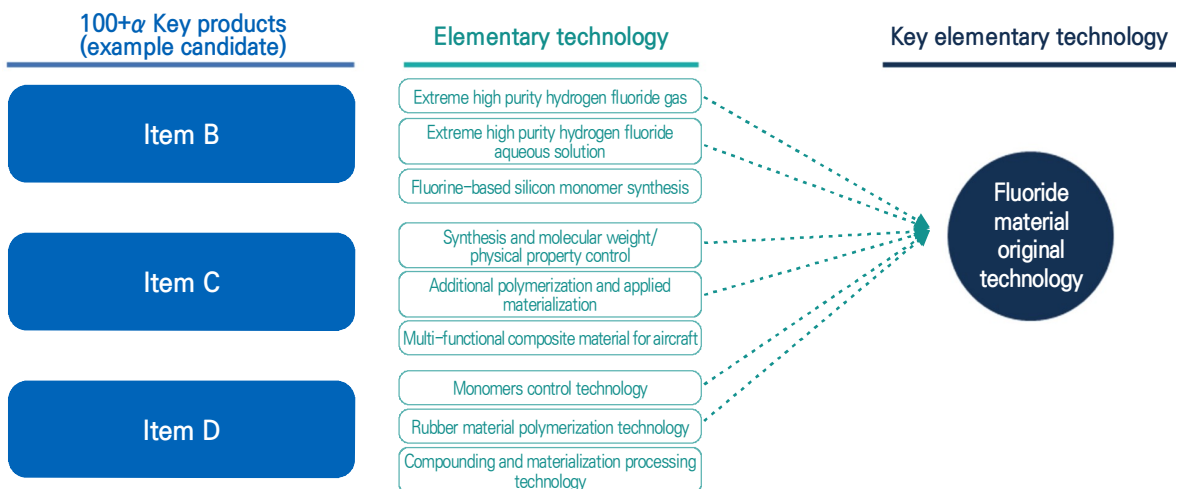 100+α Key products
(example candidate)
Elementary technology
Key elementary technology
Item B
Extreme high purity hydrogen fluoride gas
Extreme high purity hydrogen fluoride
aqueous solution
Fluorine-based silicon monomer synthesis
Item C
Synthesis and molecular weight/
physical property control
Additional polymerization and applied
materialization
Multi-functional composite material for aircraft
Item D
Monomers control technology
Rubber material polymerization technology
Compounding and materialization processing
technology
Fluoride
material
original
technology